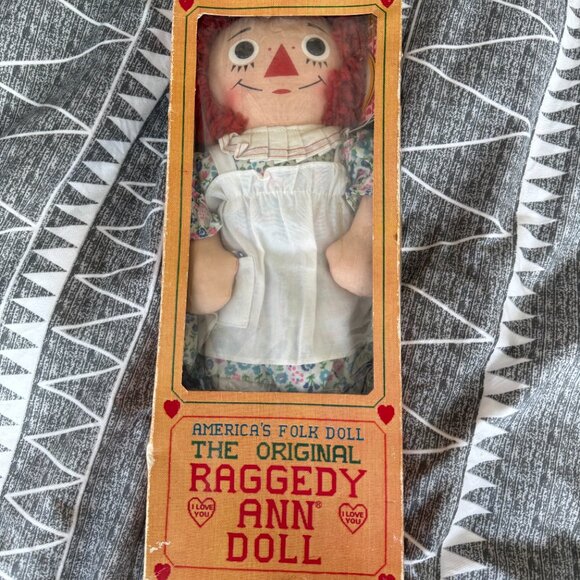 AMERICA'S FOLK DOLL
THE ORIGINAL
RAGGEDY
I LOVE YOU
ANN®
I LOVE YOU
DOLL